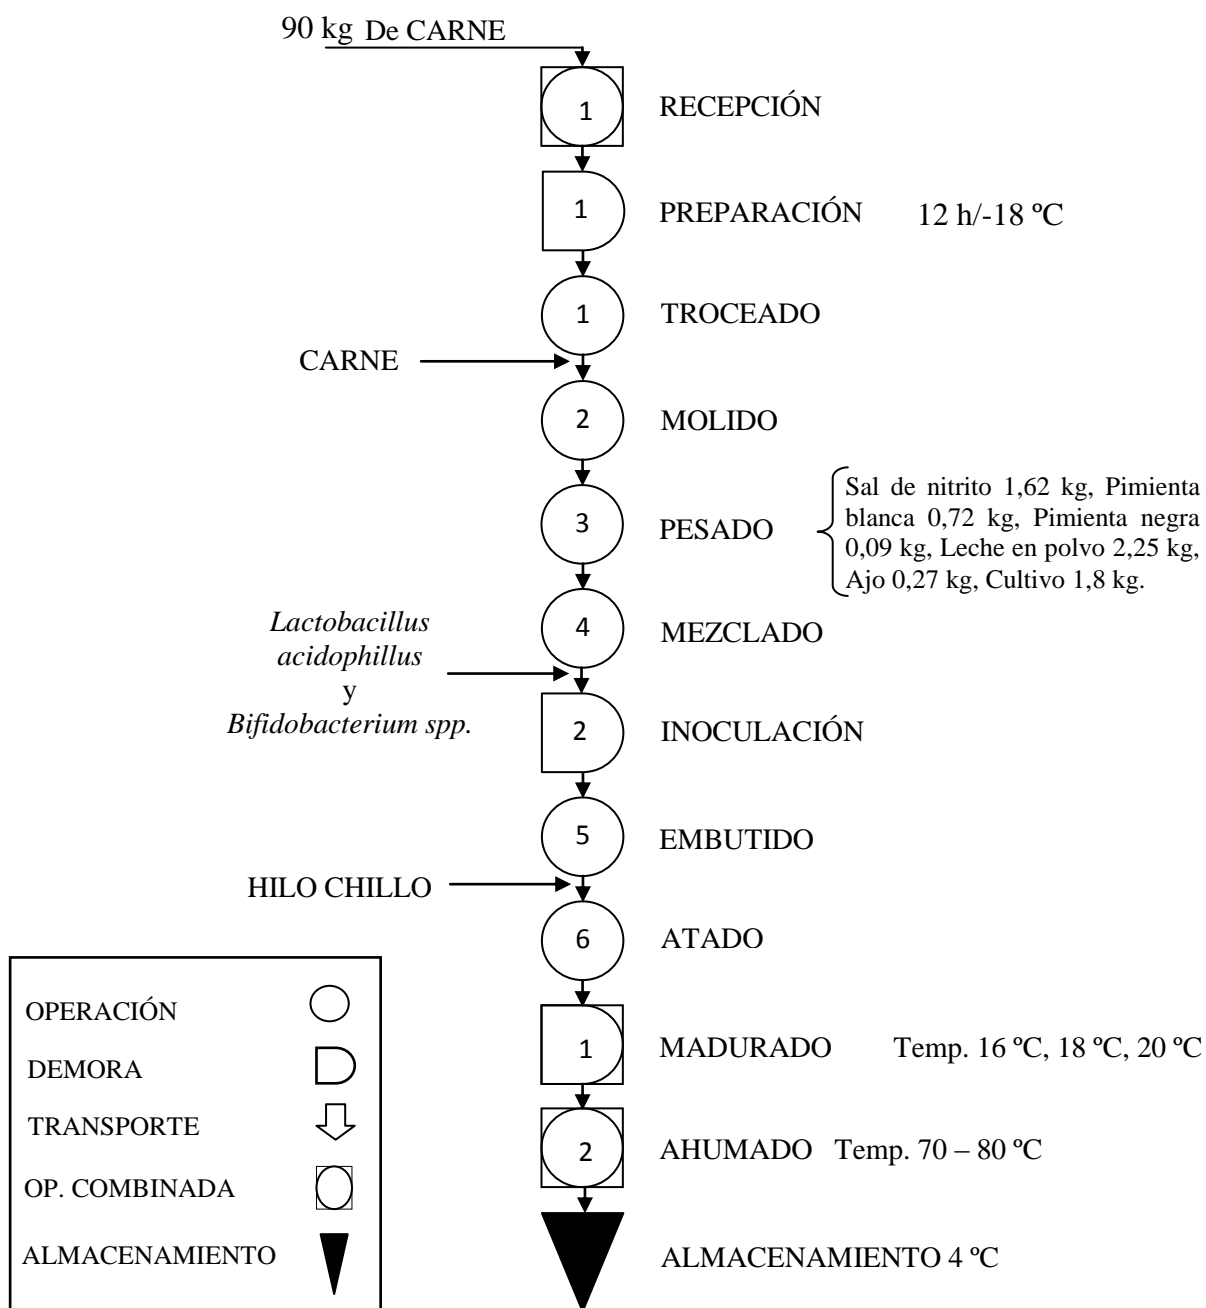 90 kg De CARNE
1 RECEPCIÓN
1 PREPARACIÓN 12 h/-18 ºC
1 TROCEADO
CARNE
2 MOLIDO
3 PESADO
Sal de nitrito 1,62 kg, Pimienta
blanca 0,72 kg, Pimienta negra
0,09 kg, Leche en polvo 2,25 kg,
Ajo 0,27 kg, Cultivo 1,8 kg.
4 MEZCLADO
Lactobacillus
acidophillus
y
Bifidobacterium spp.
2 INOCULACIÓN
5 EMBUTIDO
HILO CHILLO
6 ATADO
1 MADURADO Temp. 16 ºC, 18 ºC, 20 ºC
2 AHUMADO Temp. 70 – 80 ºC
ALMACENAMIENTO 4 ºC
OPERACIÓN
DEMORA
TRANSPORTE
OP. COMBINADA
ALMACENAMIENTO